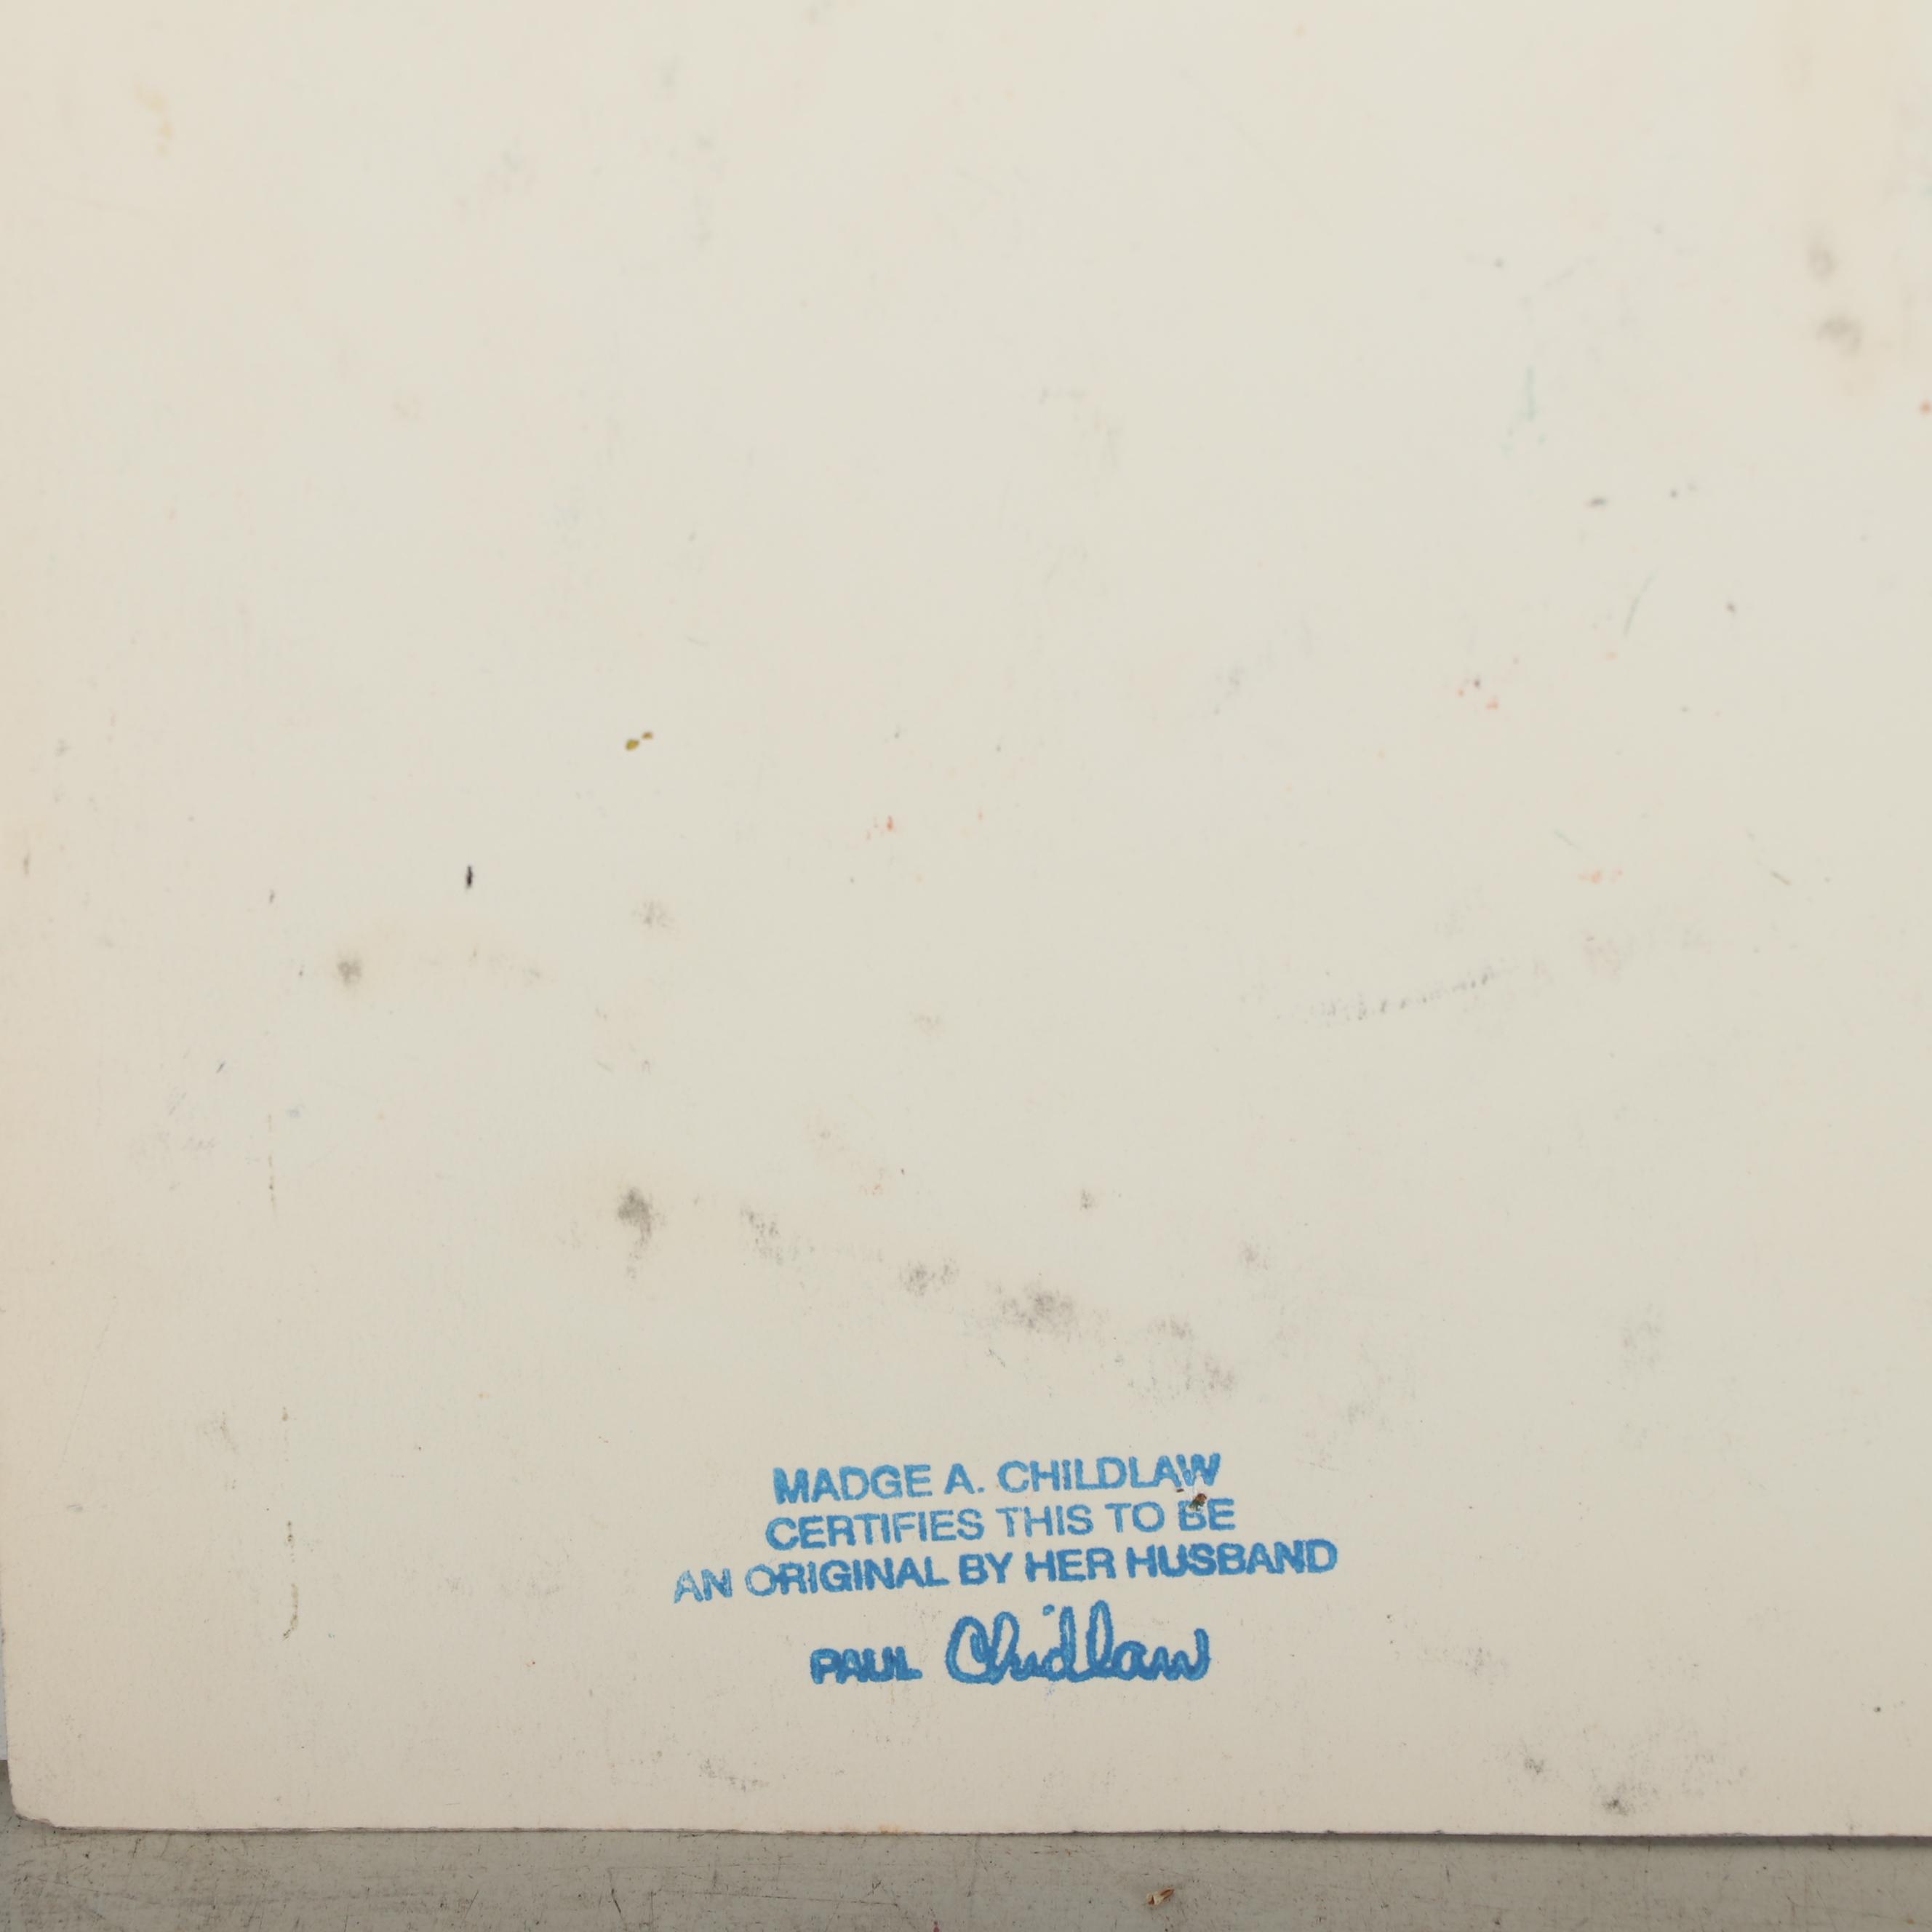 MADGE A. CHILDLAW
CERTIFIES THIS TO BE
AN ORIGINAL BY HER HUSBAND
PAUL Chidlaw